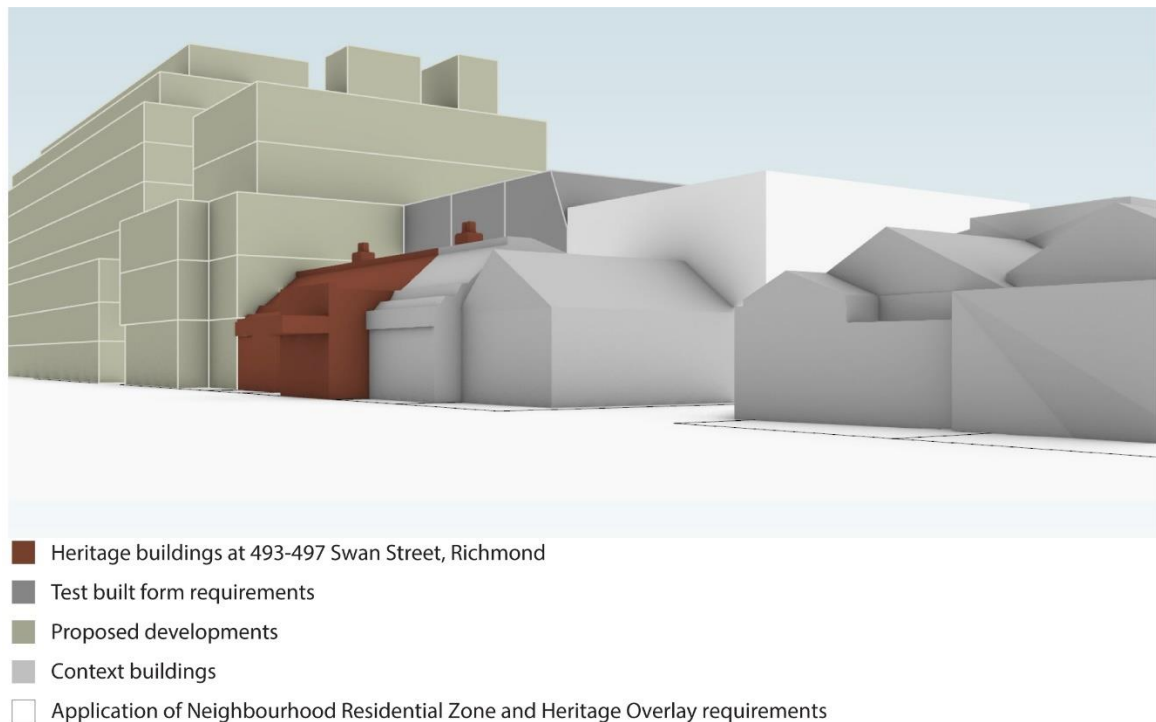 Heritage buildings at 493-497 Swan Street, Richmond
Test built form requirements
Proposed developments
Context buildings
Application of Neighbourhood Residential Zone and Heritage Overlay requirements